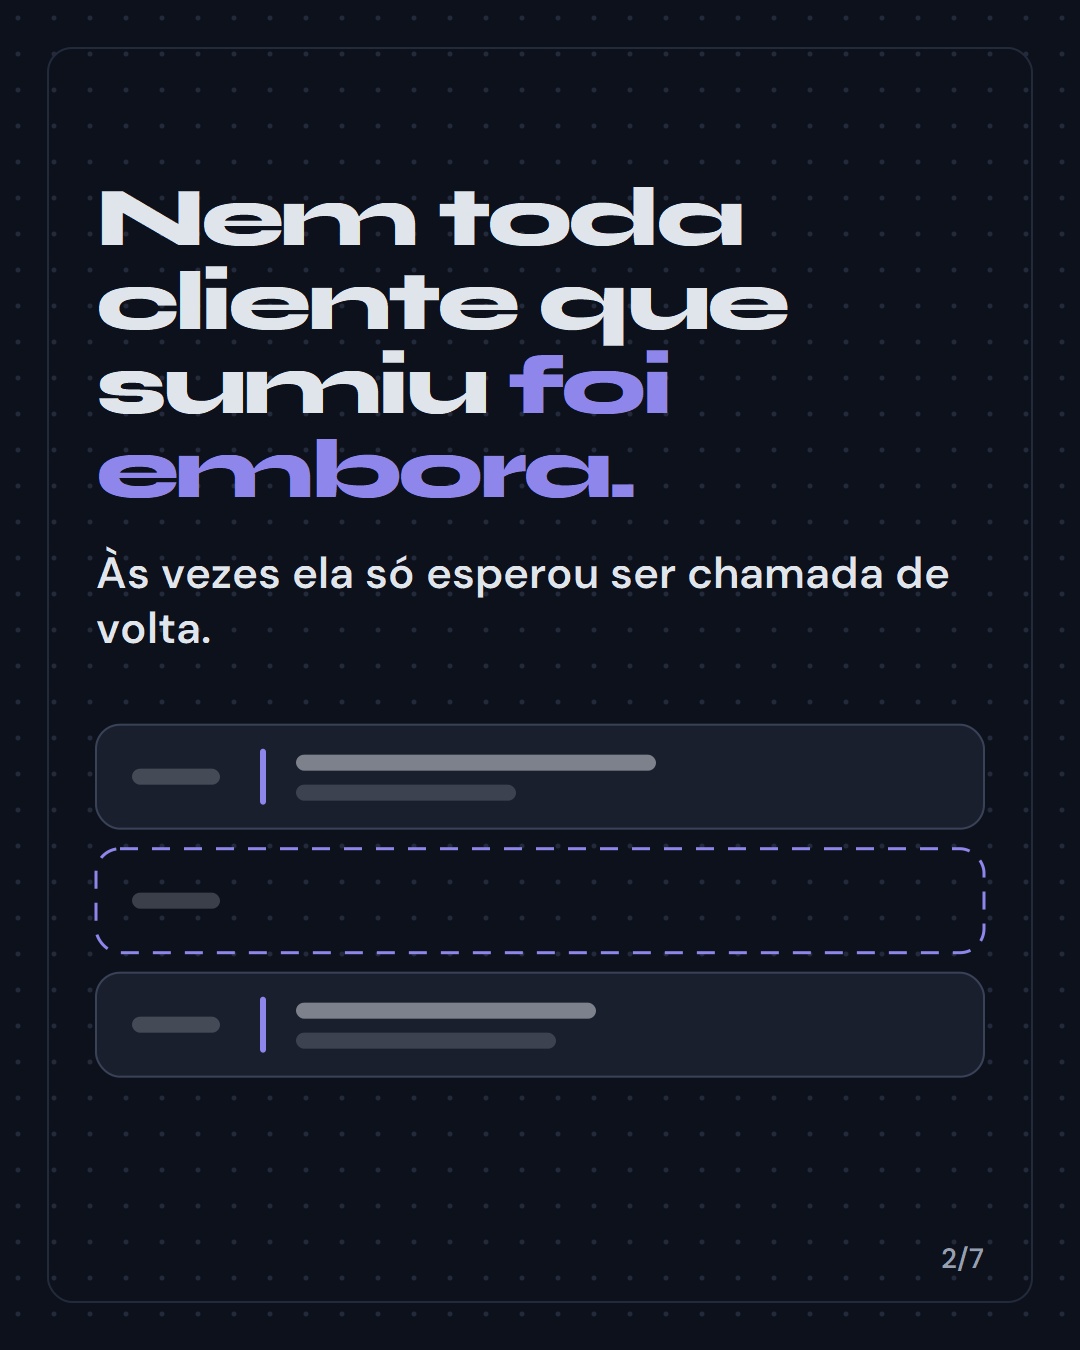 Nem toda
cliente que
sumiu foi
embora.
Às vezes ela só esperou ser chamada de
volta.
2/7